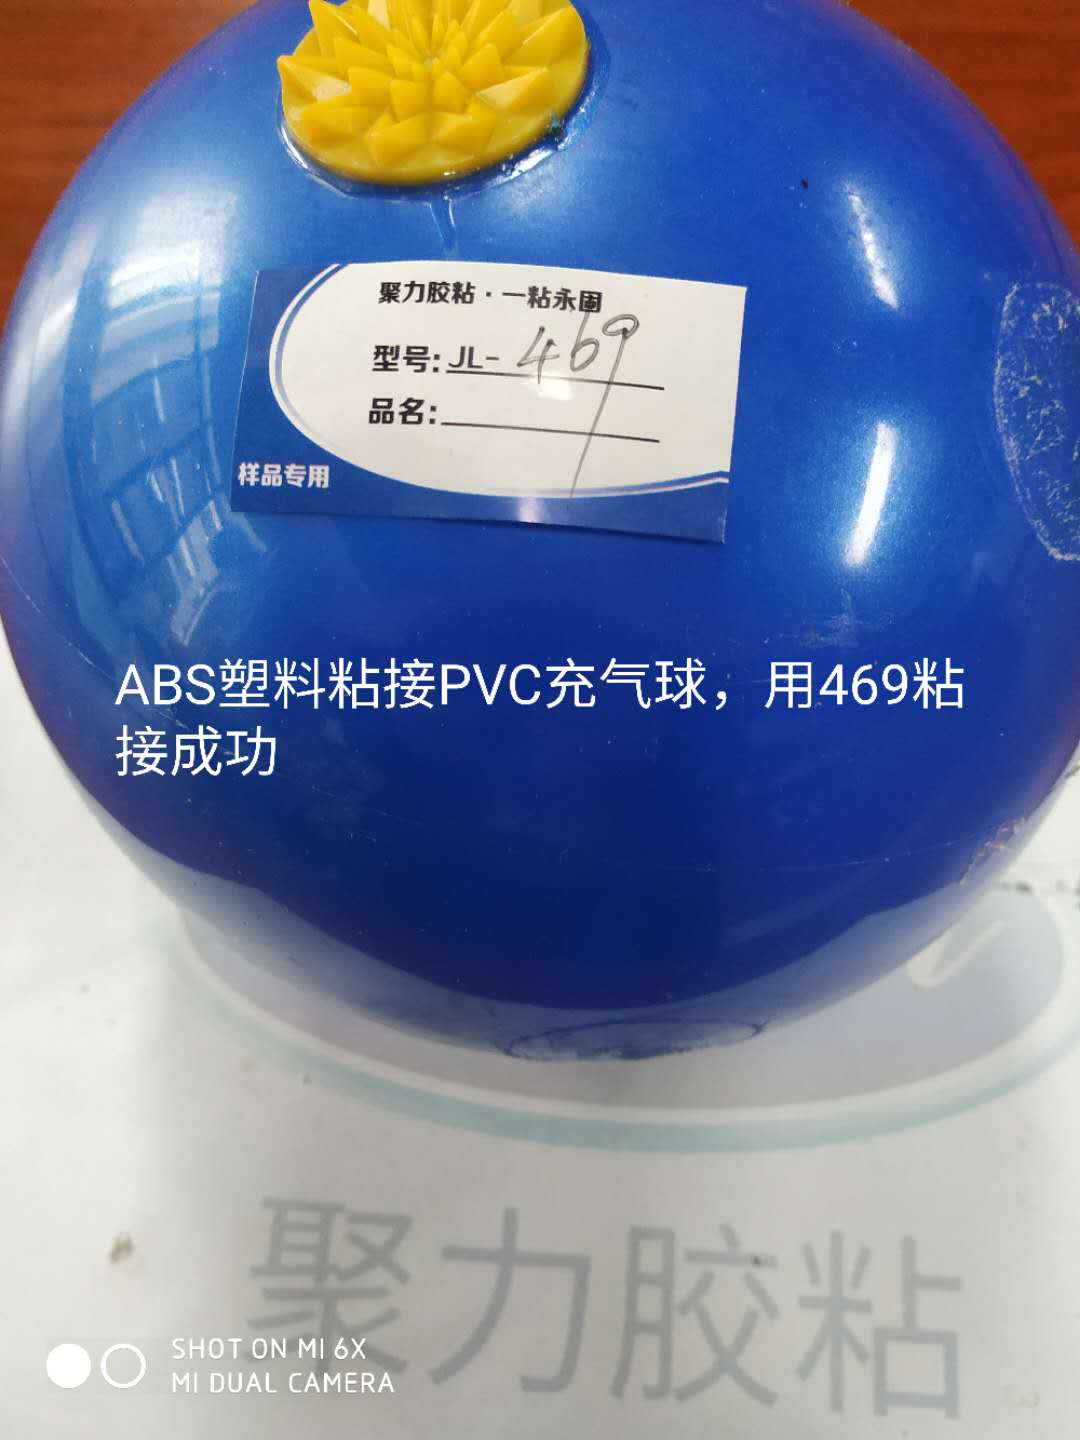 聚力胶粘·一粘永固
型号:JL-469
品名:
样品专用
ABS塑料粘接PVC充气球，用469粘
接成功
聚力胶粘
SHOT ON MI 6X
MI DUAL CAMERA